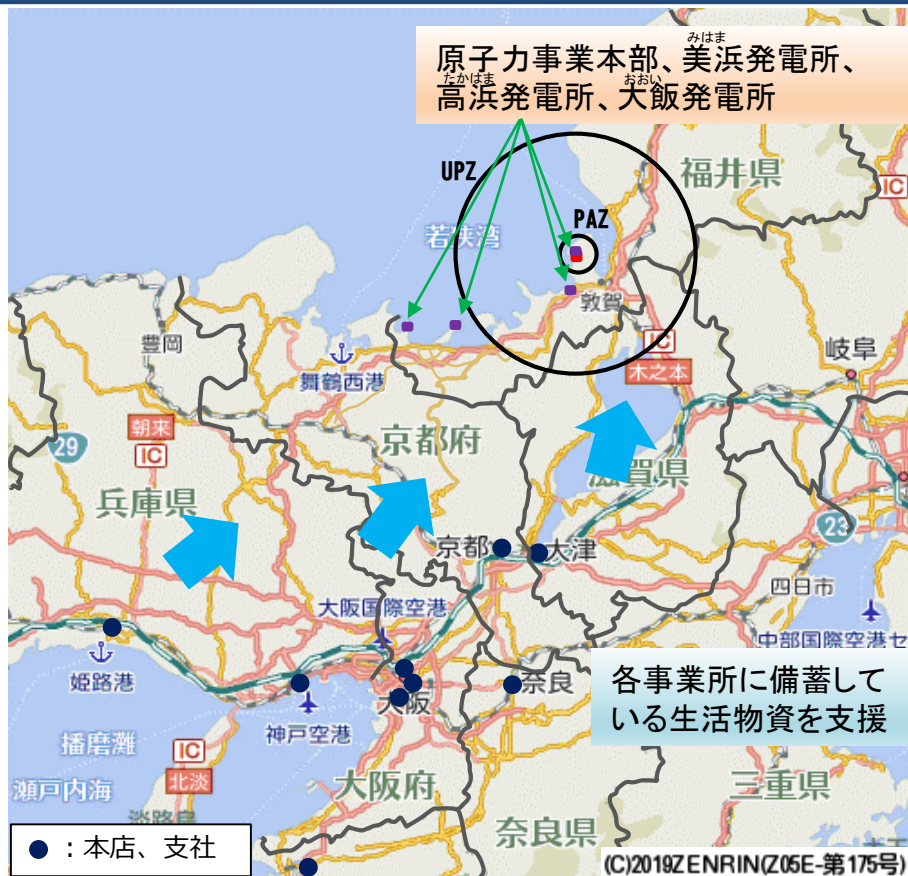 みはま
原子力事業本部、美浜発電所、
たかはま おおい
高浜発電所、大飯発電所
UPZ
福井県
IC
PAZ
若狭湾
敦賀
豊岡
IC
岐阜
舞鶴西港
木之本
朝来
京都府
29
IC
滋賀県
兵庫県
23
京都
大津
四日市
大阪国際空港
中部国際空港セ
姫路港
奈良
各事業所に備蓄して
いる生活物資を支援
大阪
神戸空港
播磨灘
IC
北淡
瀬戸内海
大阪府
三重県
淡路島
奈良県
：本店、支社
(C)2019ZENRIN(Z05E-第175号)